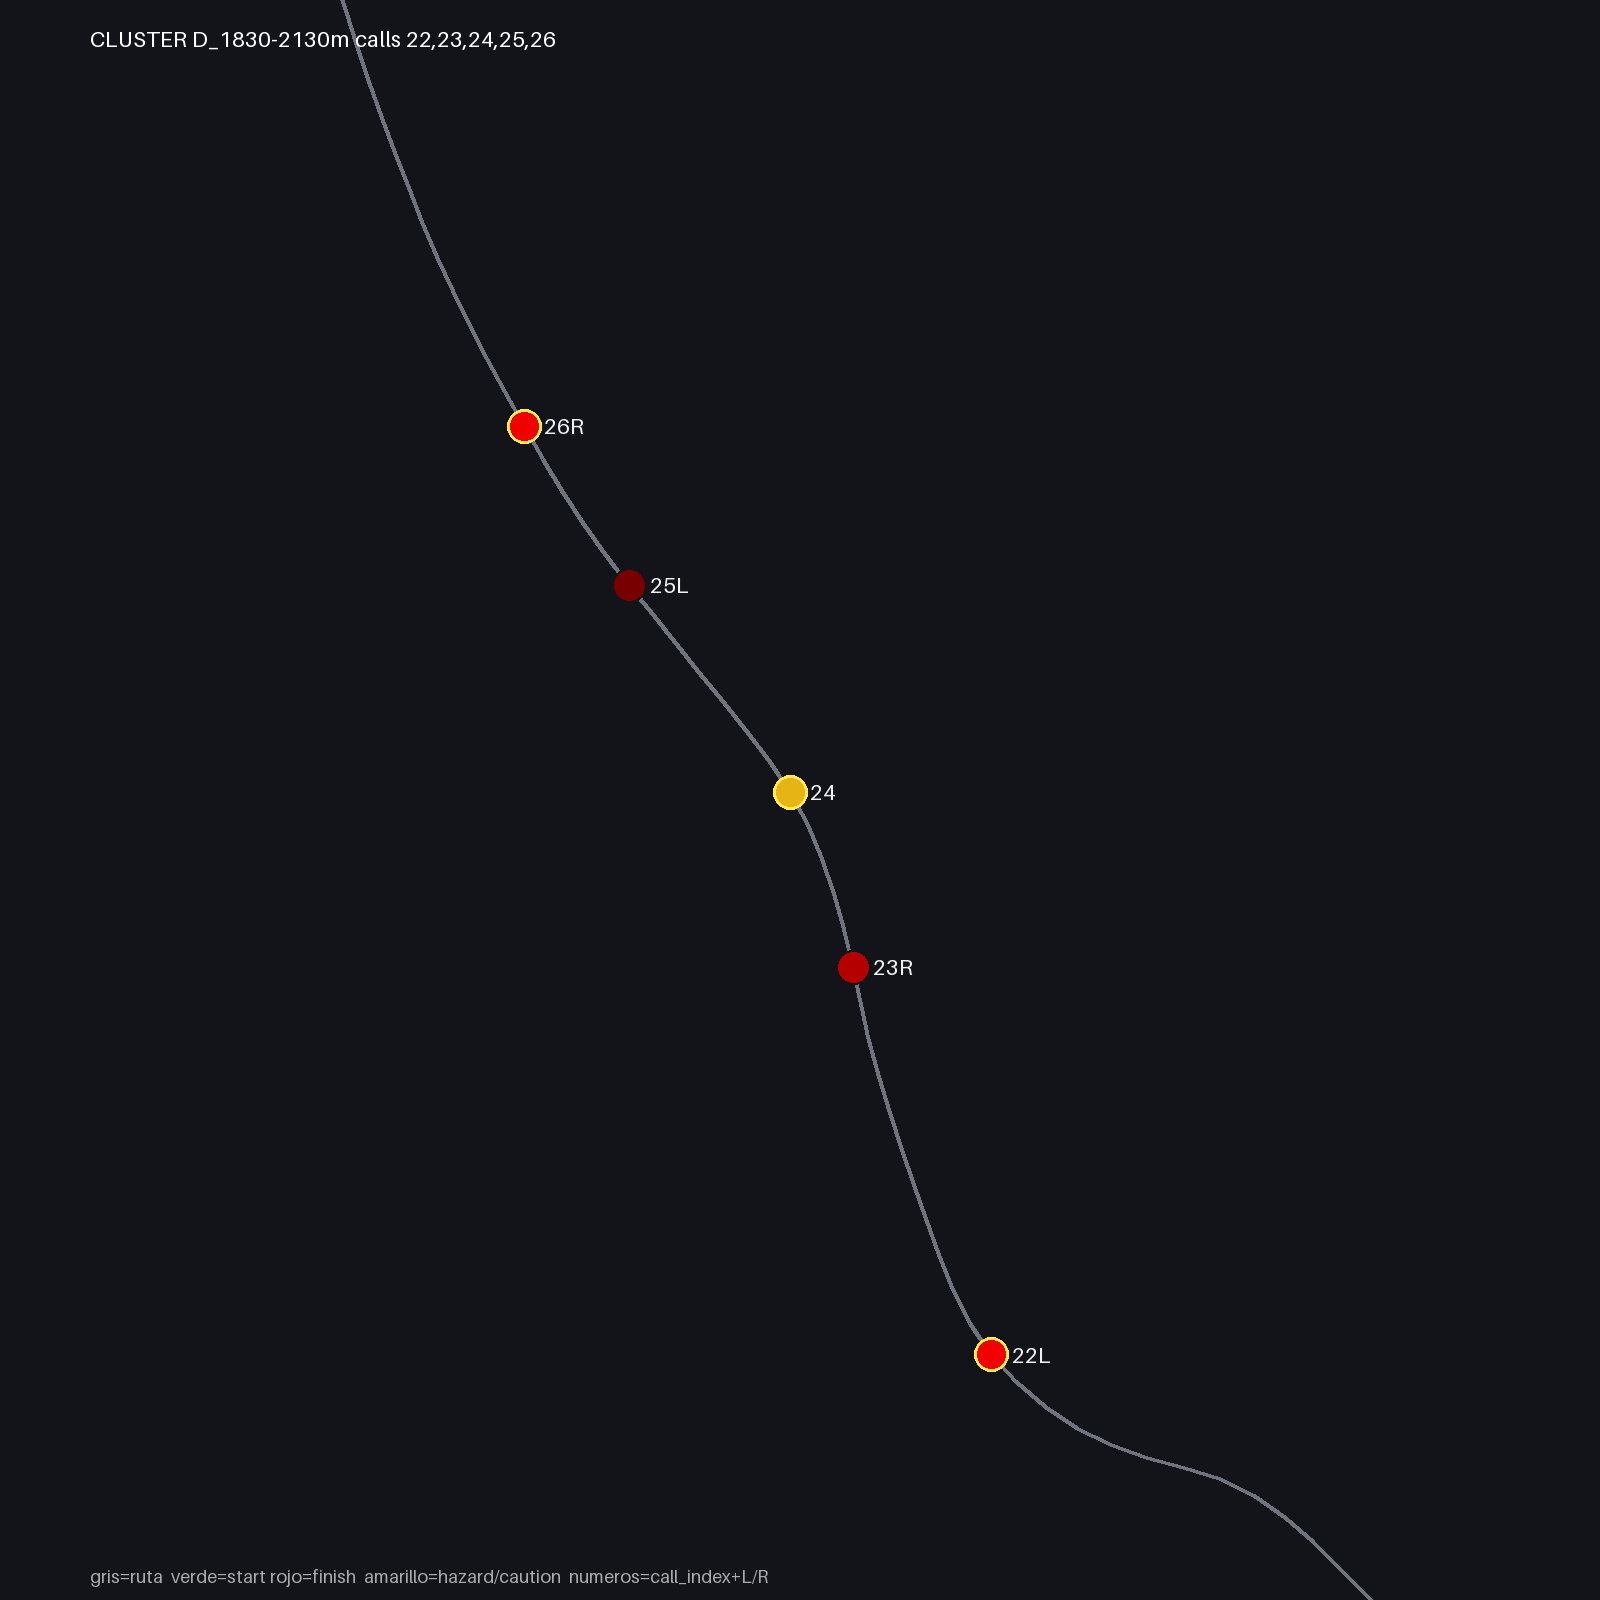 CLUSTER D_1830-2130m calls 22,23,24,25,26
26R
25L
24
23R
22L
gris=ruta verde=start rojo=finish amarillo=hazard/caution numeros=call_index+L/R